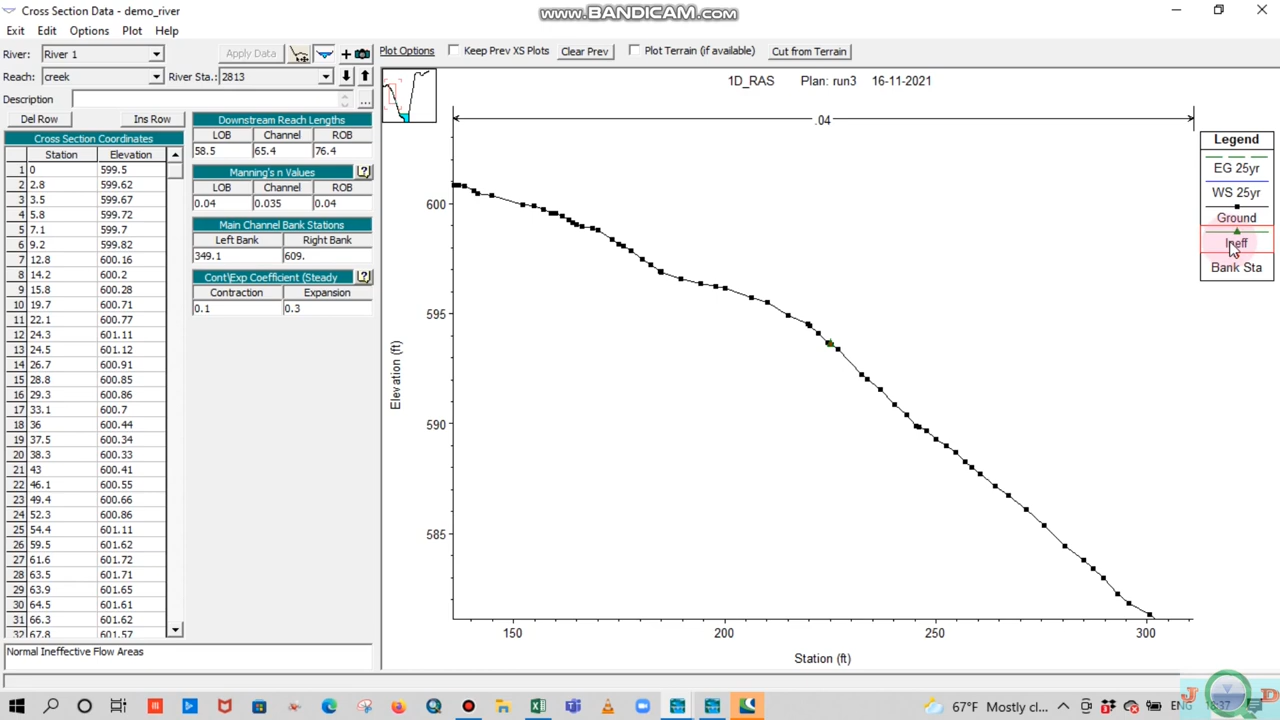 Cross Section Data - demo_river
www.BANDICAM.com
Exit Edit Options Plot Help
River: River 1 Apply Data
Plot Options Keep Prev XS Plots Clear Prev Plot Terrain (if available) Cut from Terrain
Reach: creek River Sta.: 2813
Description ...
Del Row Ins Row
Cross Section Coordinates
Station Elevation
1 0 599.5
2 2.8 599.62
3 3.5 599.67
4 5.8 599.72
5 7.1 599.7
6 9.2 599.82
7 12.8 600.16
8 14.2 600.2
9 15.8 600.28
10 19.7 600.71
11 22.1 600.77
12 24.3 601.11
13 24.5 601.12
14 26.7 600.91
15 28.8 600.85
16 29.3 600.86
17 33.1 600.7
18 36 600.44
19 37.5 600.34
20 38.3 600.33
21 43 600.41
22 46.1 600.55
23 49.4 600.66
24 52.3 600.86
25 54.4 601.11
26 59.5 601.62
27 61.6 601.72
28 63.5 601.71
29 63.9 601.65
30 64.5 601.61
31 66.3 601.62
32 67.8 601.57
Downstream Reach Lengths
LOB Channel ROB
58.5 65.4 76.4
Manning's n Values
LOB Channel ROB
0.04 0.035 0.04
Main Channel Bank Stations
Left Bank Right Bank
349.1 609.
Cont\Exp Coefficient (Steady
Contraction Expansion
0.1 0.3
1D_RAS Plan: run3 16-11-2021
.04
600
595
590
585
Elevation (ft)
150 200 250 300
Station (ft)
Legend
EG 25yr
WS 25yr
Ground
Ineff
Bank Sta
Normal Ineffective Flow Areas
67°F Mostly cl... ENG 18:37
J D